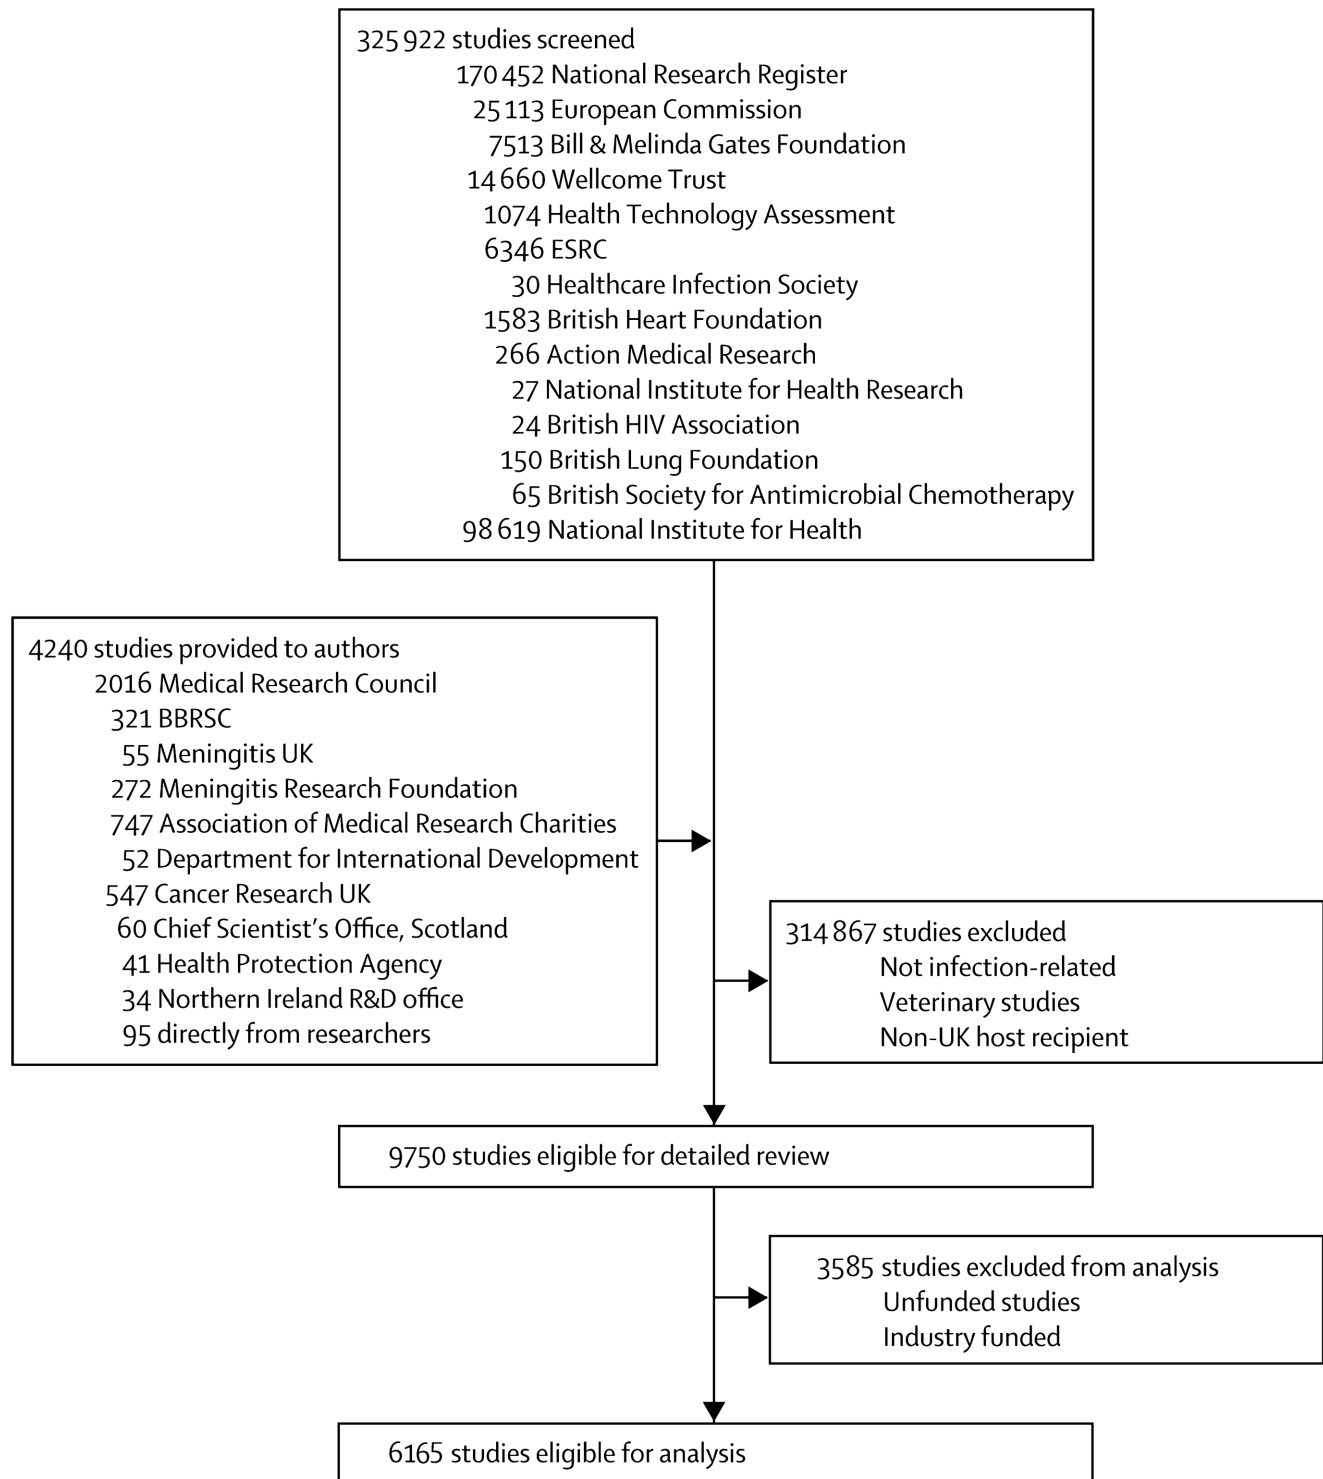 325 922 studies screened
170 452 National Research Register
25 113 European Commission
7513 Bill & Melinda Gates Foundation
14 660 Wellcome Trust
1074 Health Technology Assessment
6346 ESRC
30 Healthcare Infection Society
1583 British Heart Foundation
266 Action Medical Research
27 National Institute for Health Research
24 British HIV Association
150 British Lung Foundation
65 British Society for Antimicrobial Chemotherapy
98 619 National Institute for Health
4240 studies provided to authors
2016 Medical Research Council
321 BBRSC
55 Meningitis UK
272 Meningitis Research Foundation
747 Association of Medical Research Charities
52 Department for International Development
547 Cancer Research UK
60 Chief Scientist's Office, Scotland
41 Health Protection Agency
34 Northern Ireland R&D office
95 directly from researchers
314 867 studies excluded
Not infection-related
Veterinary studies
Non-UK host recipient
9750 studies eligible for detailed review
3585 studies excluded from analysis
Unfunded studies
Industry funded
6165 studies eligible for analysis